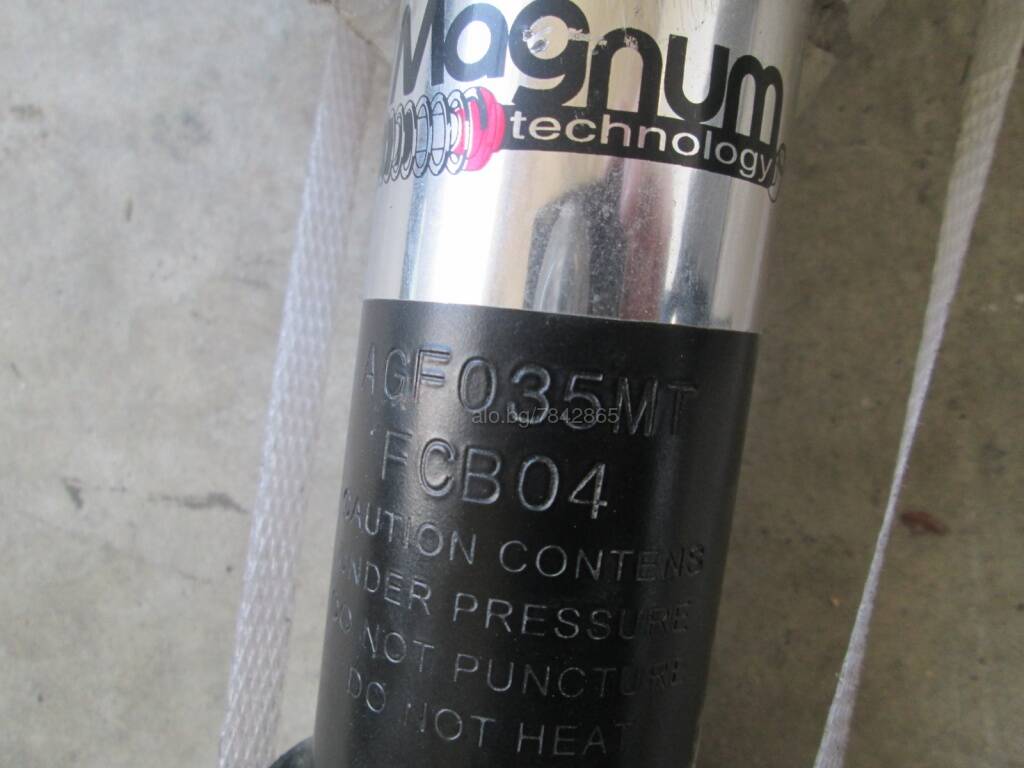 Magnum
technology
AGF035MT
alo.bg/7842865
FCB04
CAUTION CONTENS
UNDER PRESSURE
DO NOT PUNCTURE
DO NOT HEAT